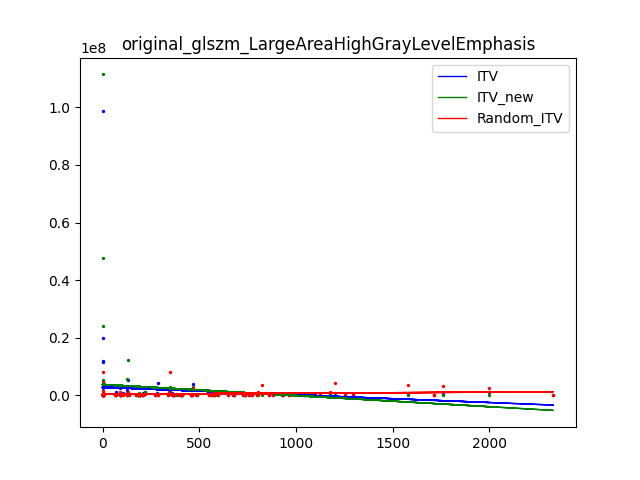 original_glszm_LargeAreaHighGrayLevelEmphasis
1e8
ITV
ITV_new
Random_ITV
1.0
0.8
0.6
0.4
0.2
0.0
0 500 1000 1500 2000